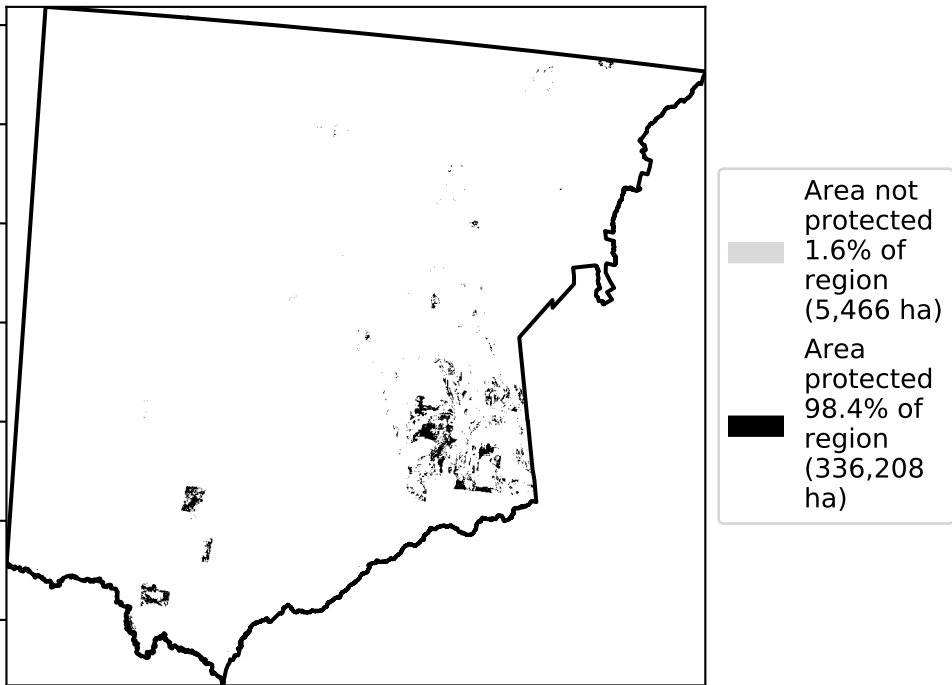 Area not
protected
1.6% of
region
(5,466 ha)
Area
protected
98.4% of
region
(336,208
ha)